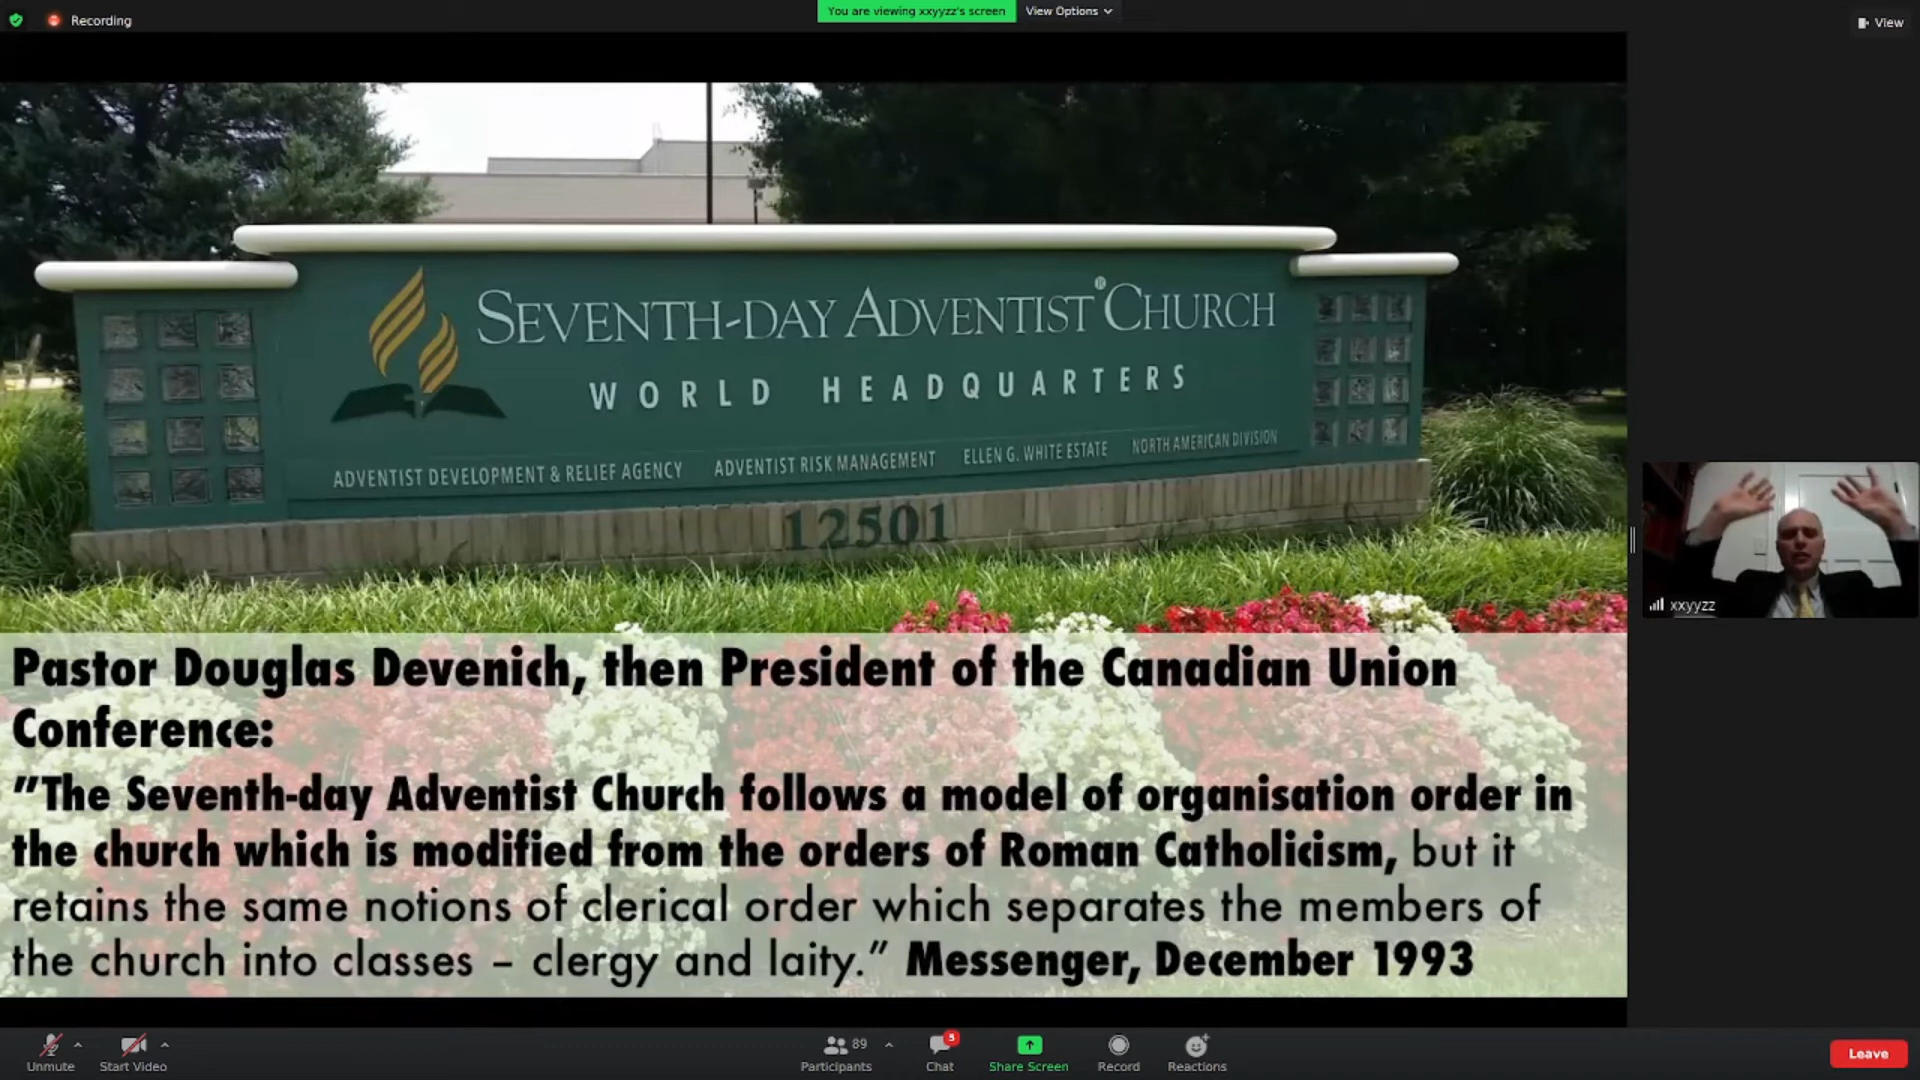 Recording
You are viewing xxyyzz's screen
View Options
View
SEVENTH-DAY ADVENTIST® CHURCH
WORLD HEADQUARTERS
ADVENTIST DEVELOPMENT & RELIEF AGENCY ADVENTIST RISK MANAGEMENT ELLEN G. WHITE ESTATE NORTH AMERICAN DIVISION
12501
xxyyzz
Pastor Douglas Devenich, then President of the Canadian Union
Conference:
"The Seventh-day Adventist Church follows a model of organisation order in
the church which is modified from the orders of Roman Catholicism, but it
retains the same notions of clerical order which separates the members of
the church into classes – clergy and laity." Messenger, December 1993
Unmute
Start Video
89
Participants
5
Chat
Share Screen
Record
Reactions
Leave